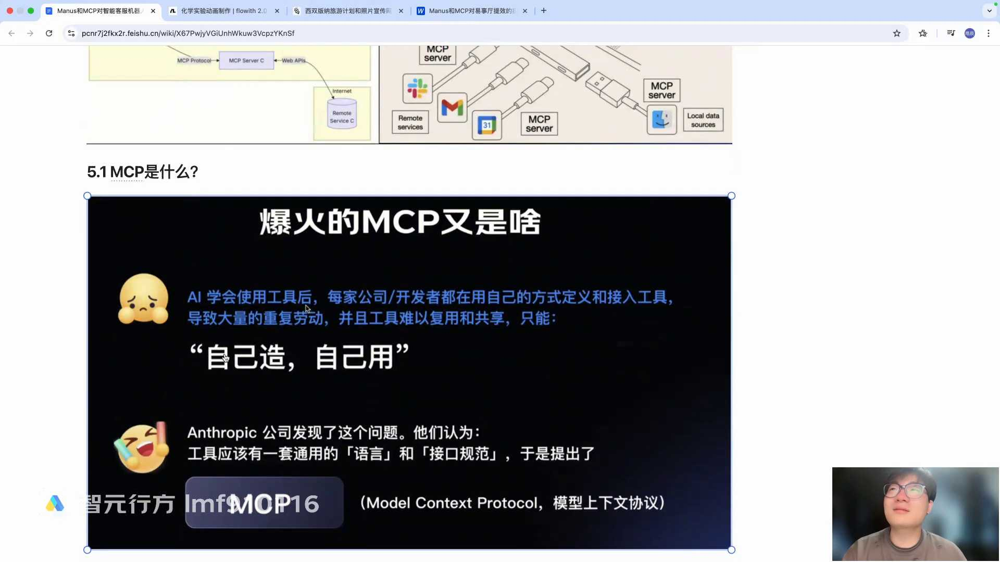 Manus和MCP对智能客服机器人
化学实验动画制作 | flowith 2.0
西双版纳旅游计划和照片宣传网
Manus和MCP对易事厅提效的
pcnr7j2fkx2r.feishu.cn/wiki/X67PwjyVGiUnhWkuw3VcpzYKnSf
皓辰
MCP Protocol
MCP Server C
Web APIs
Internet
Remote
Service C
MCP
server
Remote
services
31
MCP
server
MCP
server
Local data
sources
5.1 MCP是什么?
爆火的MCP又是啥
AI 学会使用工具后，每家公司/开发者都在用自己的方式定义和接入工具，
导致大量的重复劳动，并且工具难以复用和共享，只能：
“自己造，自己用”
Anthropic 公司发现了这个问题。他们认为：
工具应该有一套通用的「语言」和「接口规范」，于是提出了
MCP
（Model Context Protocol，模型上下文协议）
智元行方 lmf910116